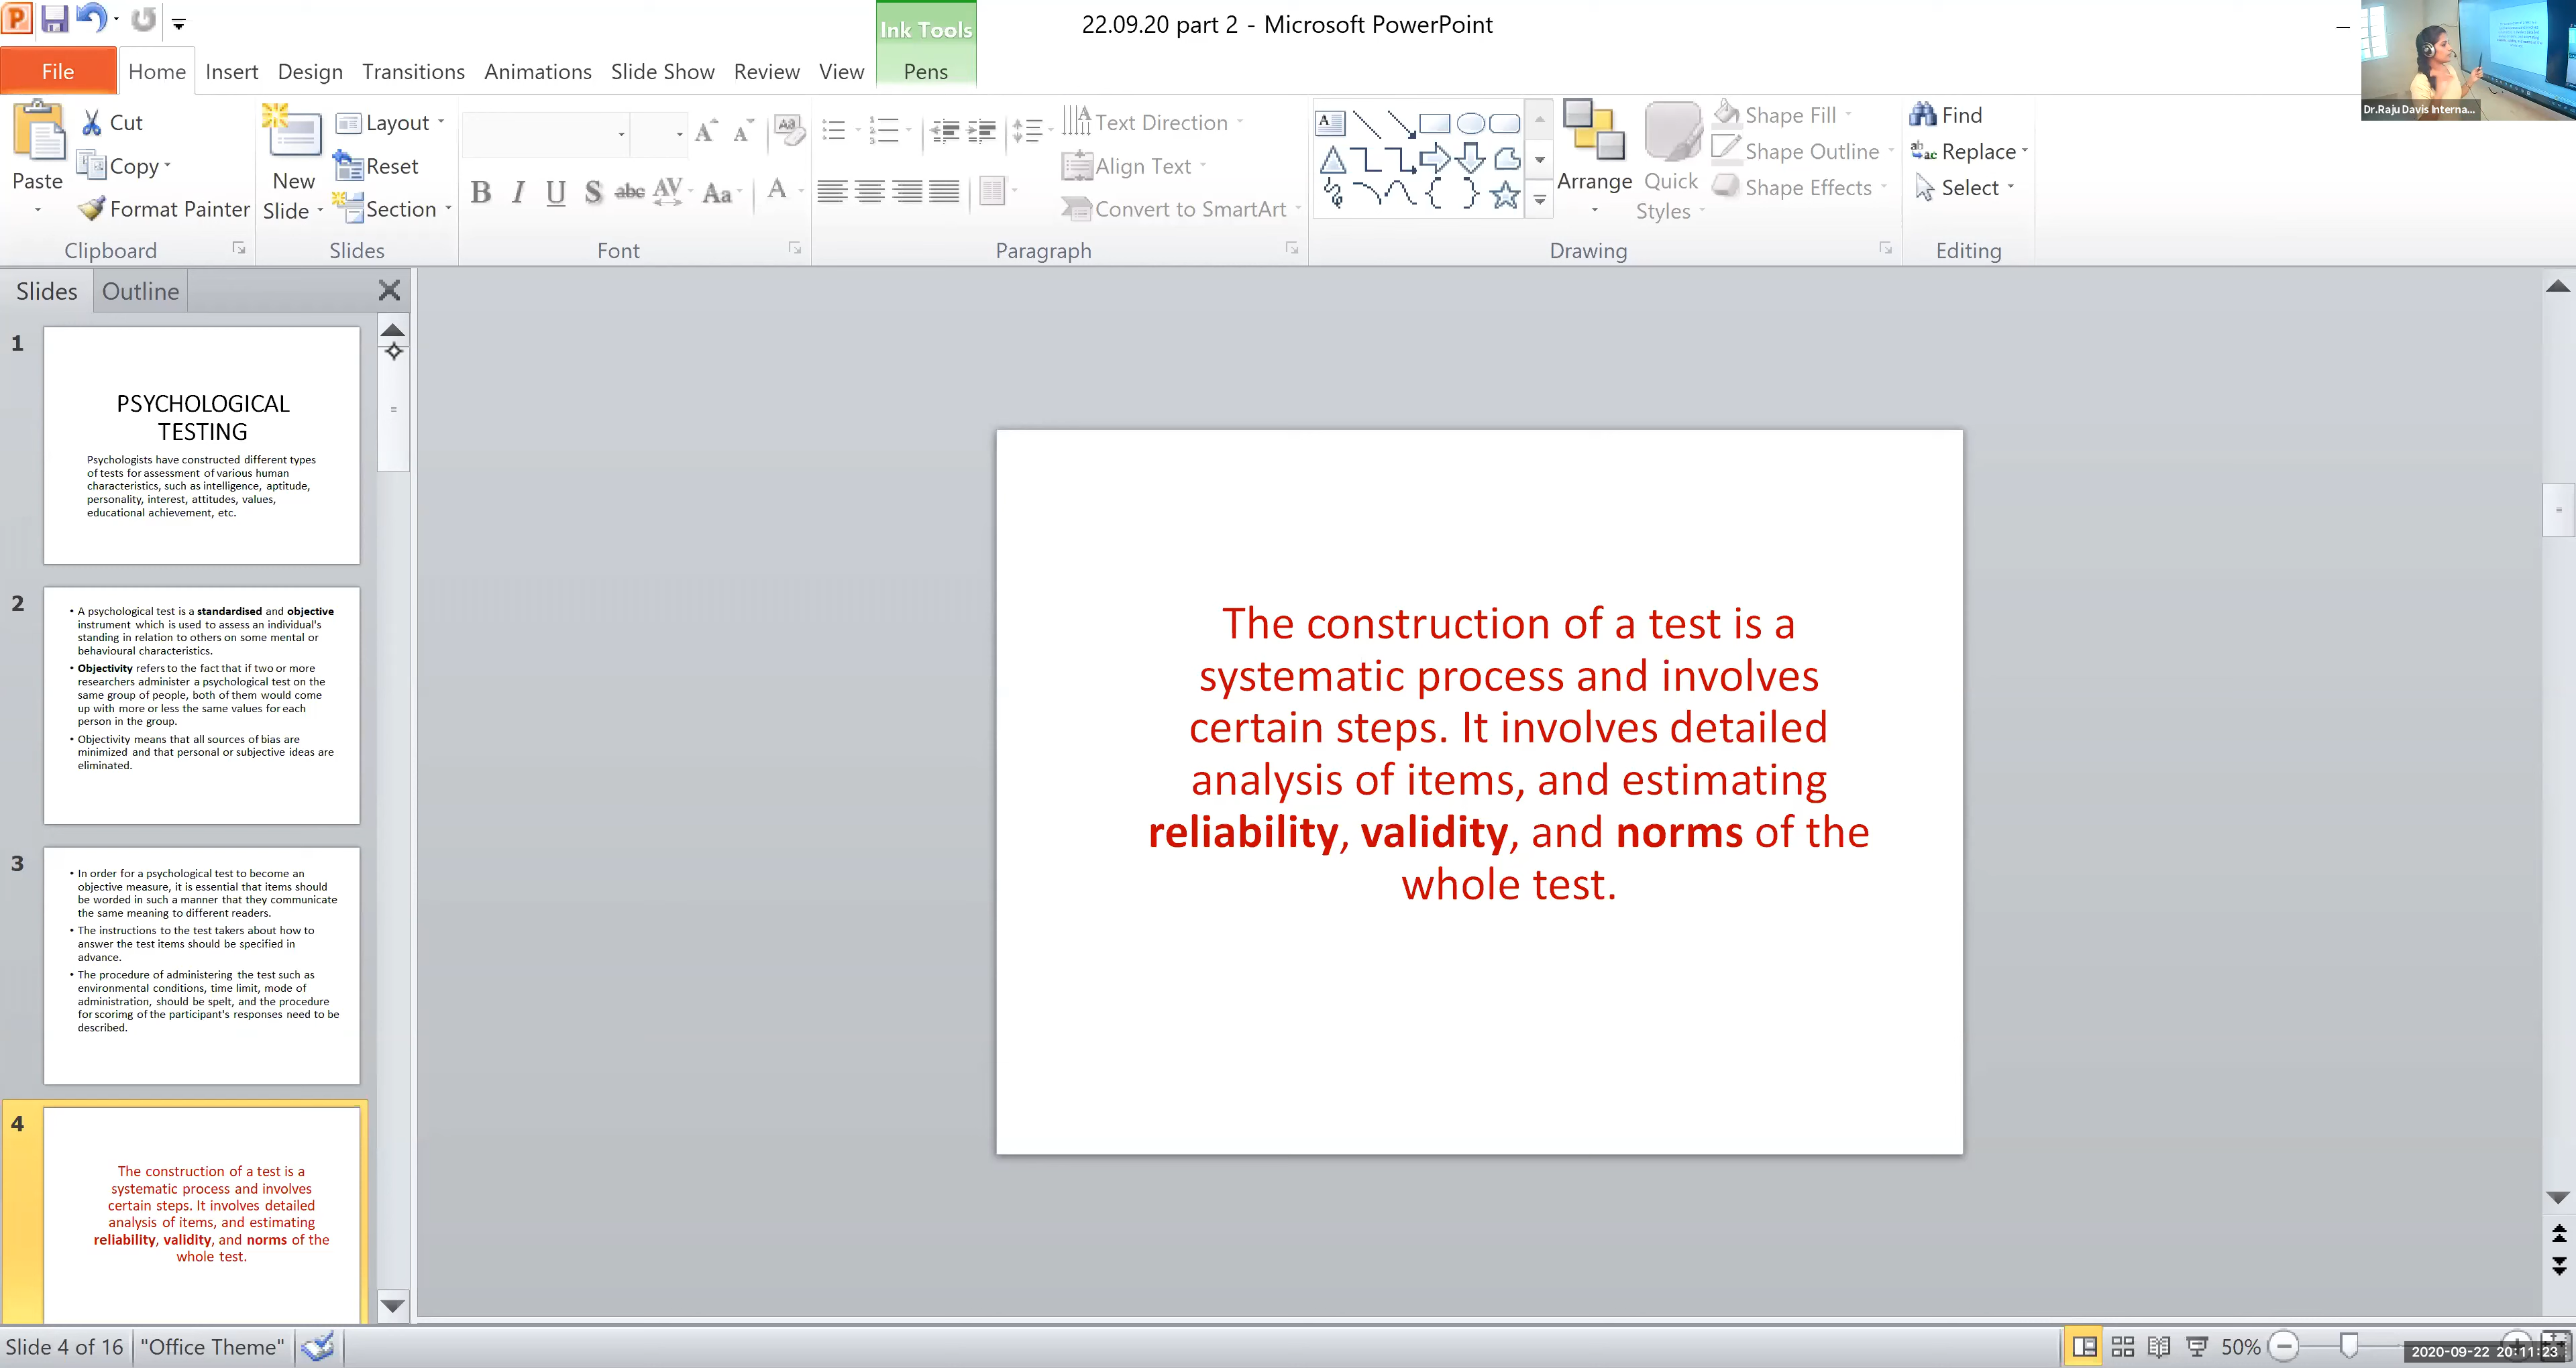 22.09.20 part 2 - Microsoft PowerPoint
Ink Tools
File Home Insert Design Transitions Animations Slide Show Review View Pens
Paste
Cut
Copy
Format Painter
Clipboard
New
Slide
Layout
Reset
Section
Slides
Font
Text Direction
Align Text
Convert to SmartArt
Paragraph
Arrange
Quick
Styles
Shape Fill
Shape Outline
Shape Effects
Drawing
Find
Replace
Select
Editing
Dr.Raju Davis Interna...
Slides Outline
1
PSYCHOLOGICAL
TESTING
Psychologists have constructed different types
of tests for assessment of various human
characteristics, such as intelligence, aptitude,
personality, interest, attitudes, values,
educational achievement, etc.
2
• A psychological test is a standardised and objective
instrument which is used to assess an individual's
standing in relation to others on some mental or
behavioural characteristics.
• Objectivity refers to the fact that if two or more
researchers administer a psychological test on the
same group of people, both of them would come
up with more or less the same values for each
person in the group.
• Objectivity means that all sources of bias are
minimized and that personal or subjective ideas are
eliminated.
3
• In order for a psychological test to become an
objective measure, it is essential that items should
be worded in such a manner that they communicate
the same meaning to different readers.
• The instructions to the test takers about how to
answer the test items should be specified in
advance.
• The procedure of administering the test such as
environmental conditions, time limit, mode of
administration, should be spelt, and the procedure
for scorimg of the participant's responses need to be
described.
4
The construction of a test is a
systematic process and involves
certain steps. It involves detailed
analysis of items, and estimating
reliability, validity, and norms of the
whole test.
The construction of a test is a
systematic process and involves
certain steps. It involves detailed
analysis of items, and estimating
reliability, validity, and norms of the
whole test.
Slide 4 of 16 "Office Theme"
50%
2020-09-22 20:11:23